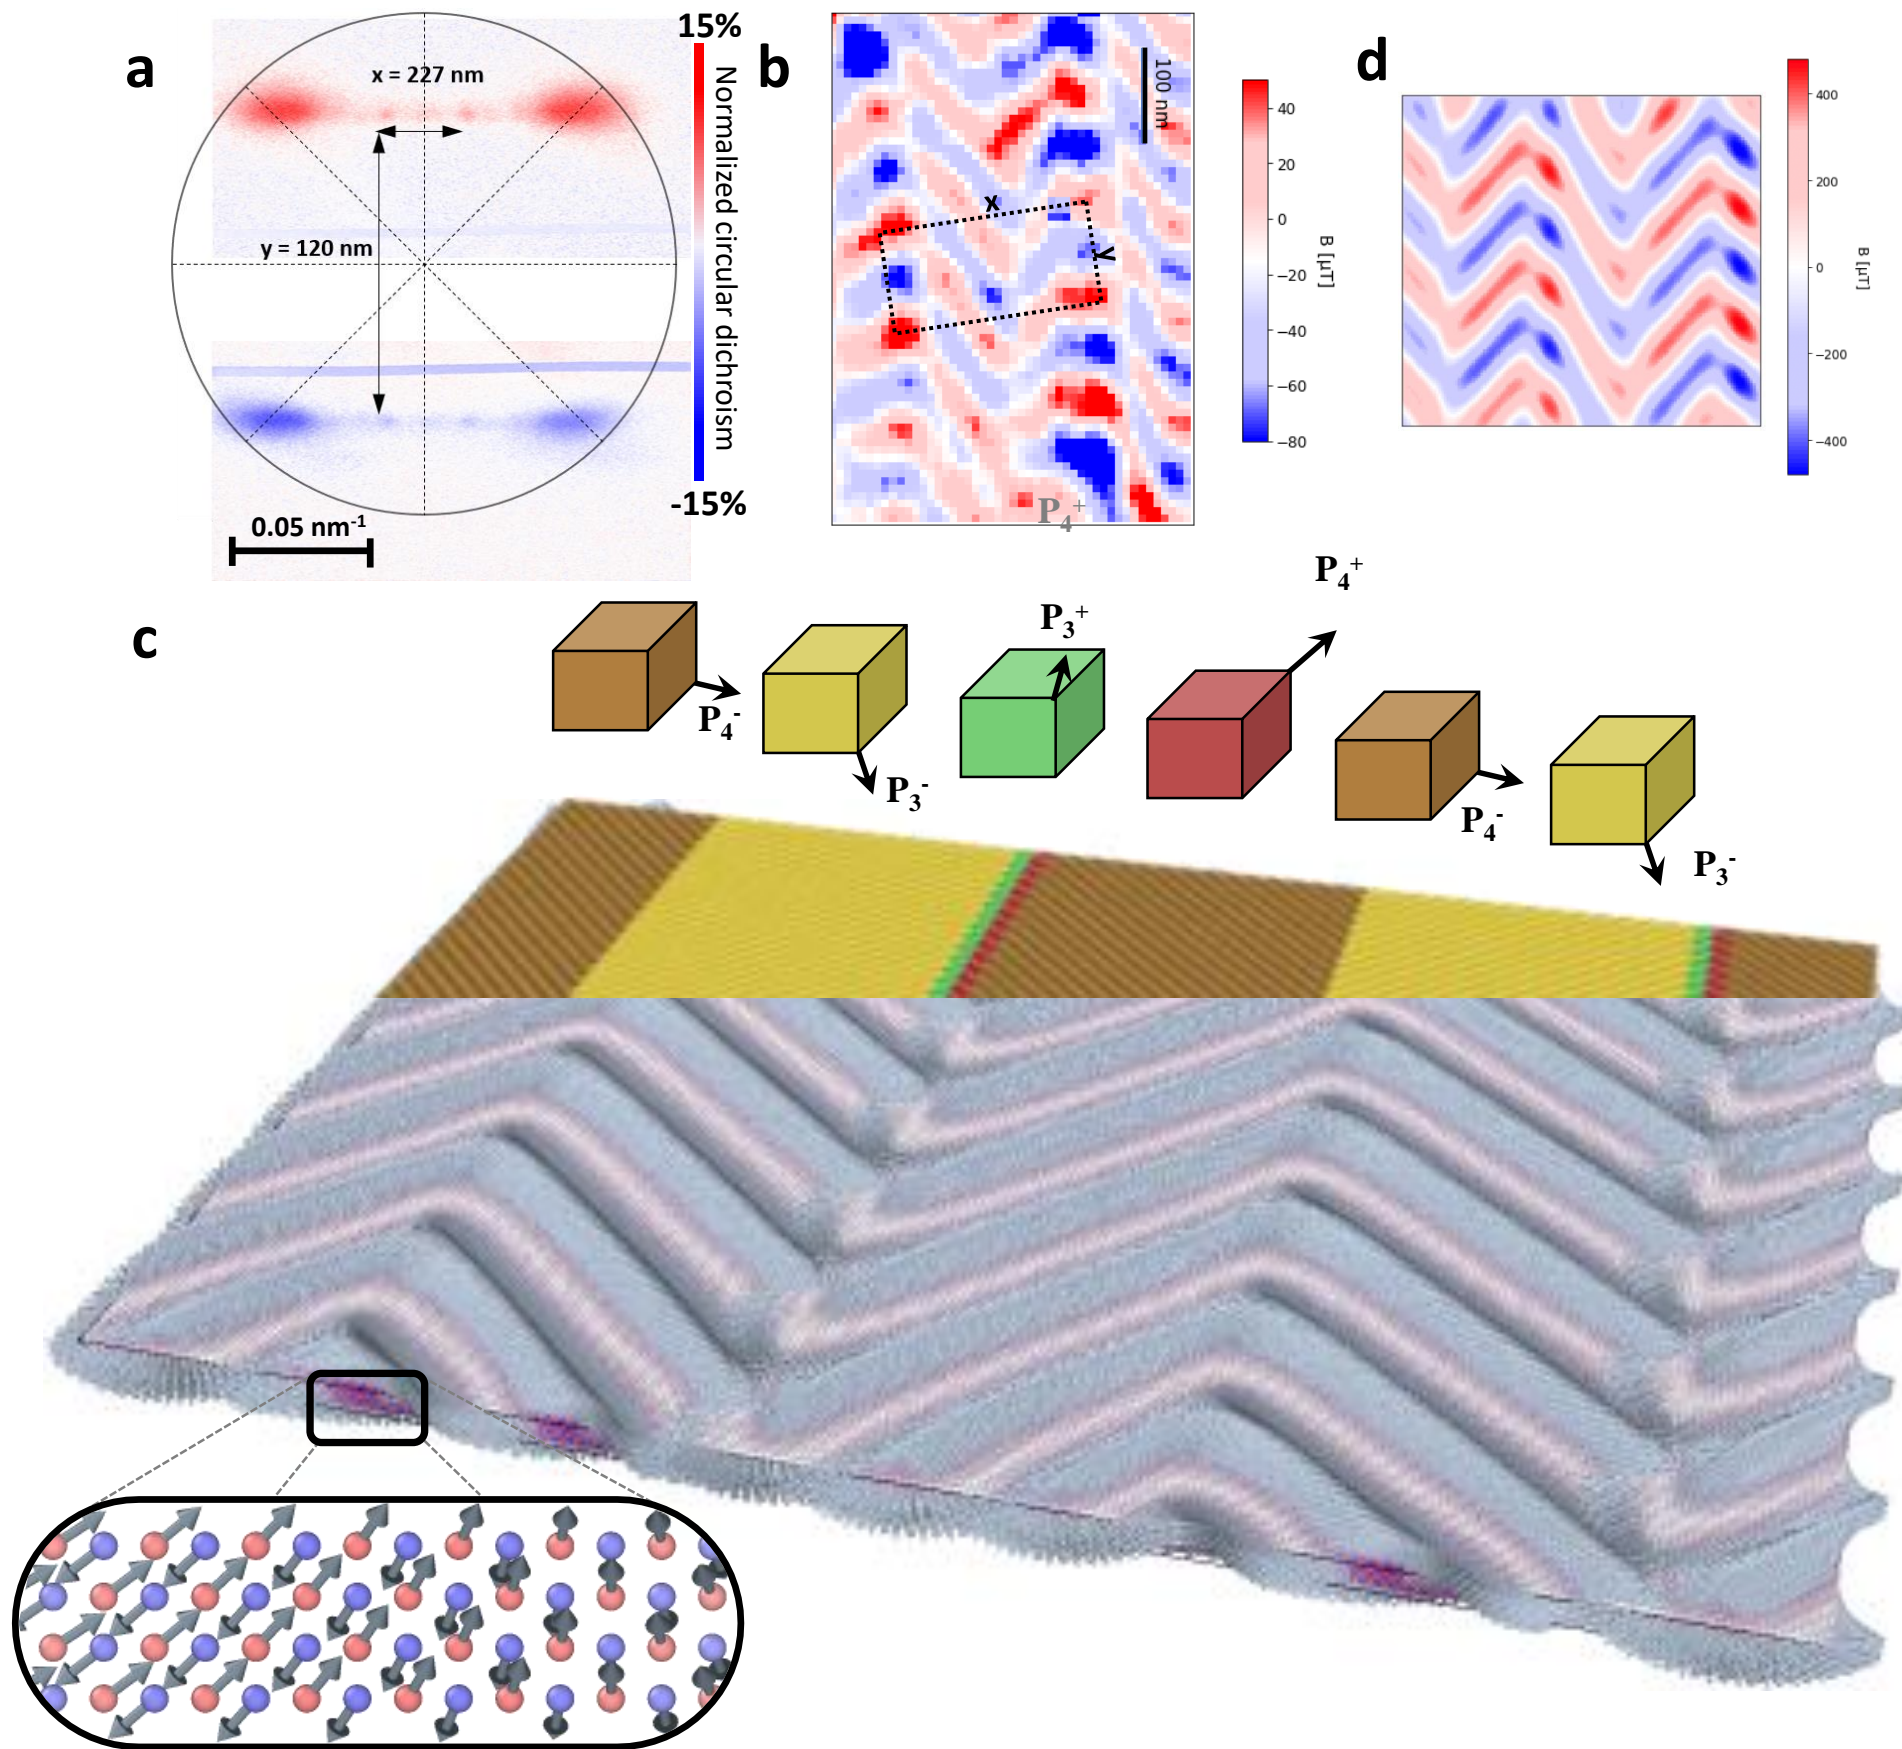 a
x = 227 nm
y = 120 nm
0.05 nm⁻¹
15%
Normalized circular dichroism
-15%
b
100 nm
x
y
P₄⁺
40
20
0
−20
−40
−60
−80
B [µT]
d
400
200
0
−200
−400
B [µT]
c
P₄⁻
P₃⁻
P₃⁺
P₄⁺
P₄⁻
P₃⁻